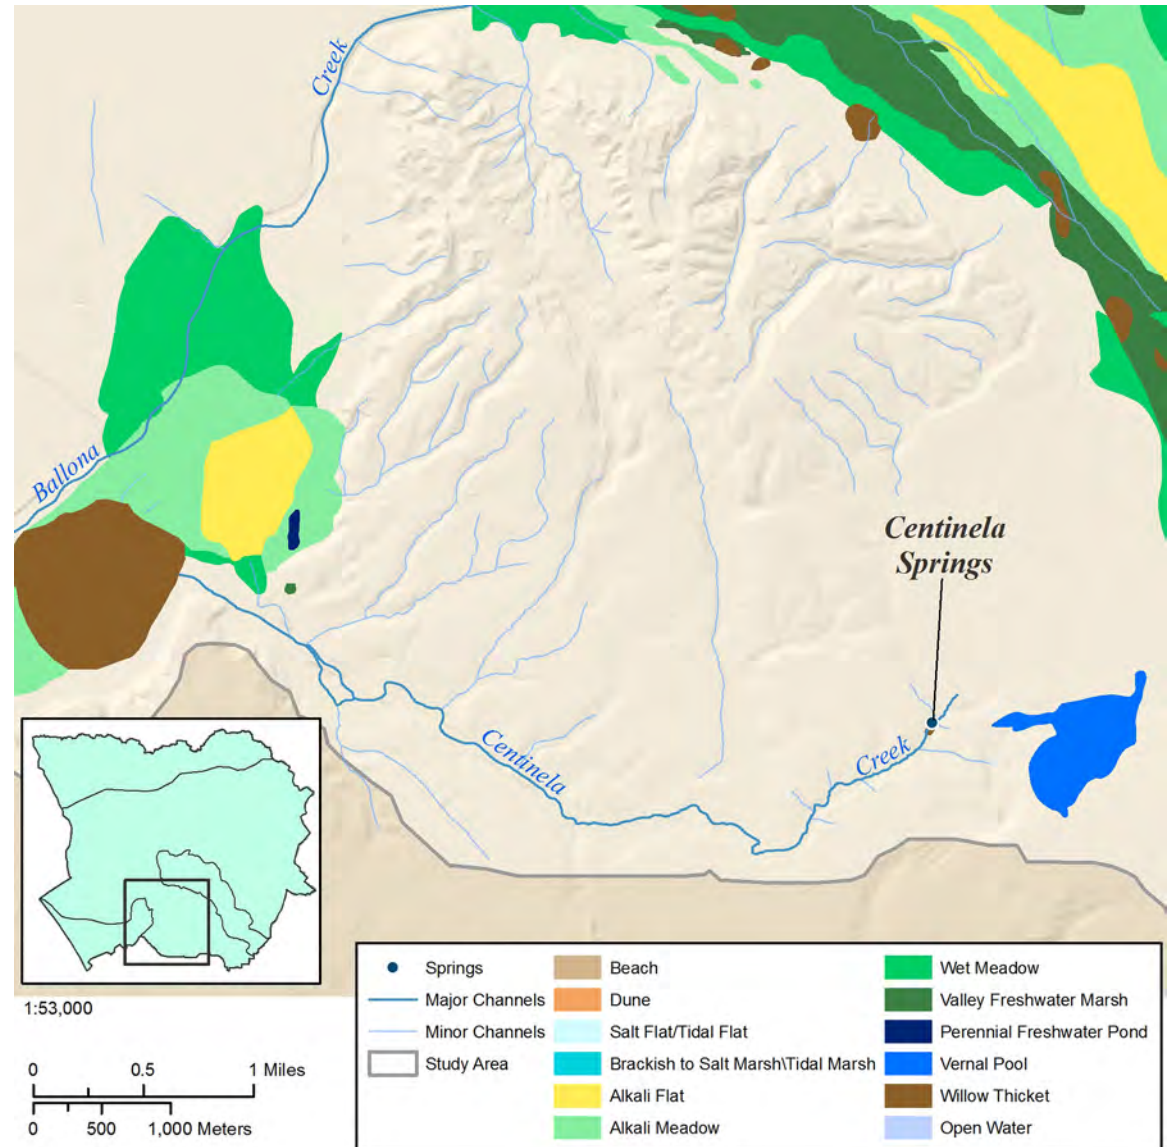 Creek
Ballona
Centinela
Springs
Centinela
Creek
1:53,000
0 0.5 1 Miles
0 500 1,000 Meters
Springs
Major Channels
Minor Channels
Study Area
Beach
Dune
Salt Flat/Tidal Flat
Brackish to Salt Marsh\Tidal Marsh
Alkali Flat
Alkali Meadow
Wet Meadow
Valley Freshwater Marsh
Perennial Freshwater Pond
Vernal Pool
Willow Thicket
Open Water